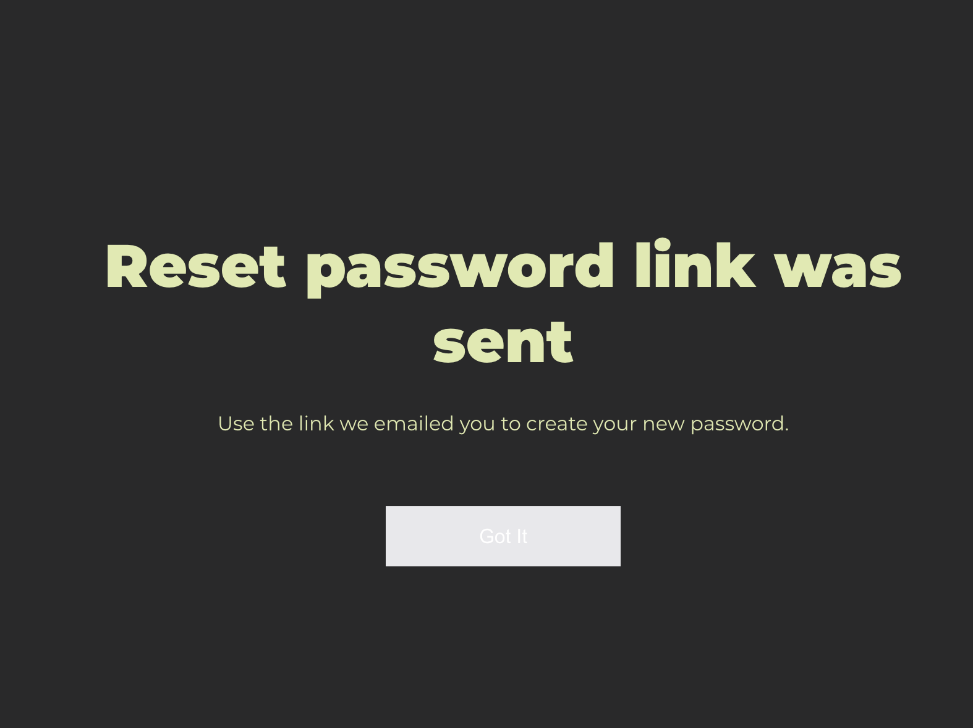 Reset password link was
sent
Use the link we emailed you to create your new password.
Got It